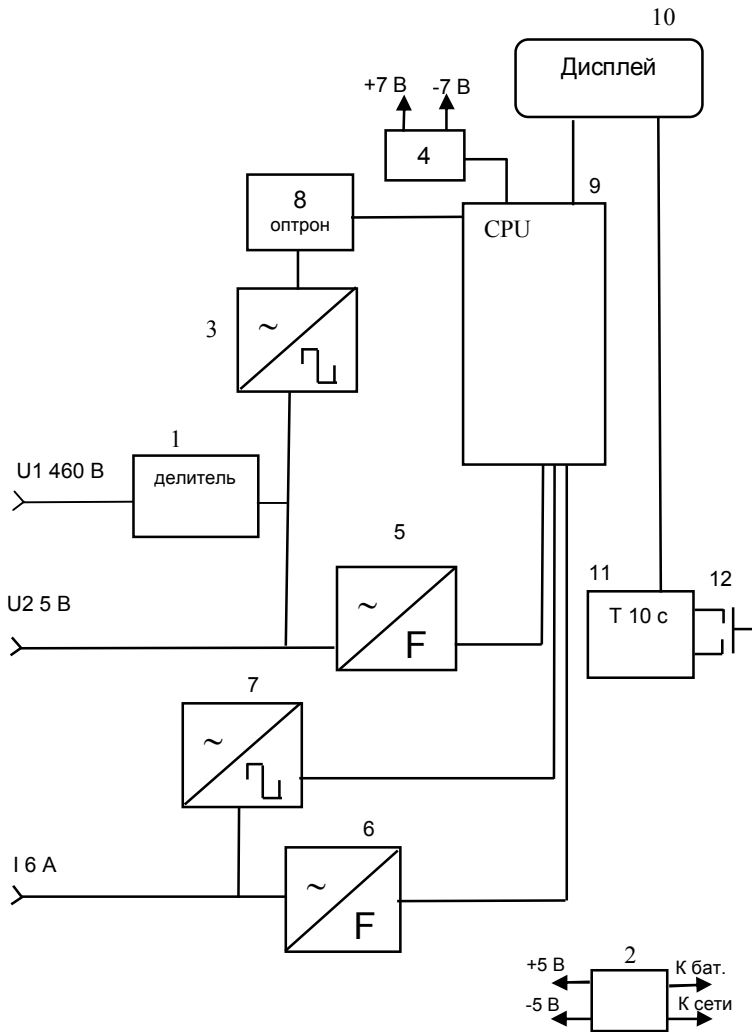 10
Дисплей
+7 В
-7 В
4
9
8
оптрон
CPU
3
~
1
U1 460 В
делитель
5
11
12
~
F
Т 10 с
U2 5 В
7
~
6
I 6 А
~
F
2
+5 В
К бат.
-5 В
К сети